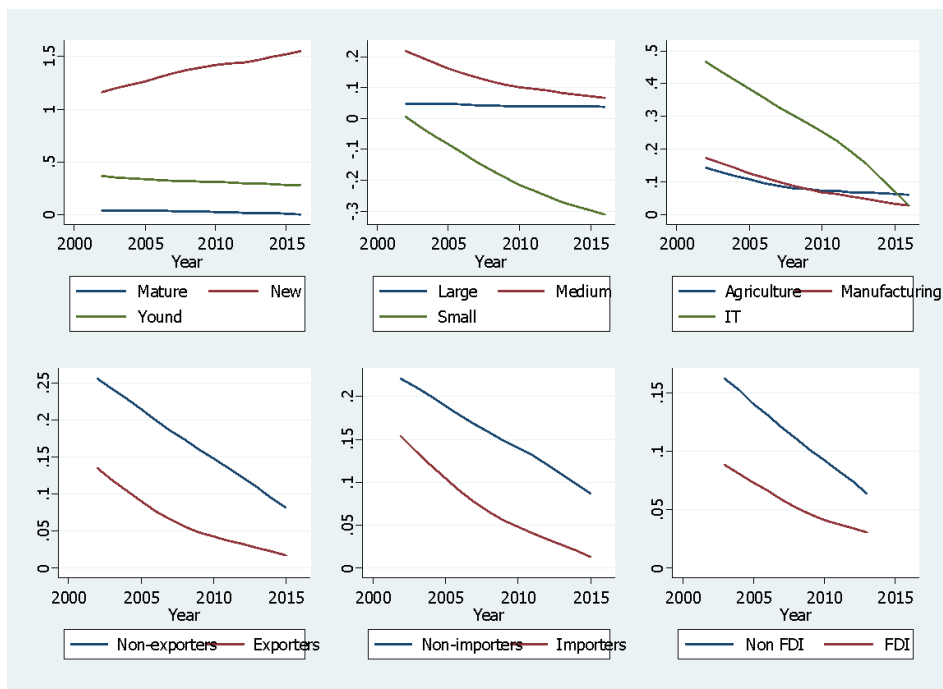 1.5
1
.5
0
2000 2005 2010 2015
Year
Mature New
Yound
.2
.1
0
-.1
-.2
-.3
2000 2005 2010 2015
Year
Large Medium
Small
.5
.4
.3
.2
.1
0
2000 2005 2010 2015
Year
Agriculture Manufacturing
IT
.25
.2
.15
.1
.05
0
2000 2005 2010 2015
Year
Non-exporters Exporters
.2
.15
.1
.05
0
2000 2005 2010 2015
Year
Non-importers Importers
.15
.1
.05
0
2000 2005 2010 2015
Year
Non FDI FDI